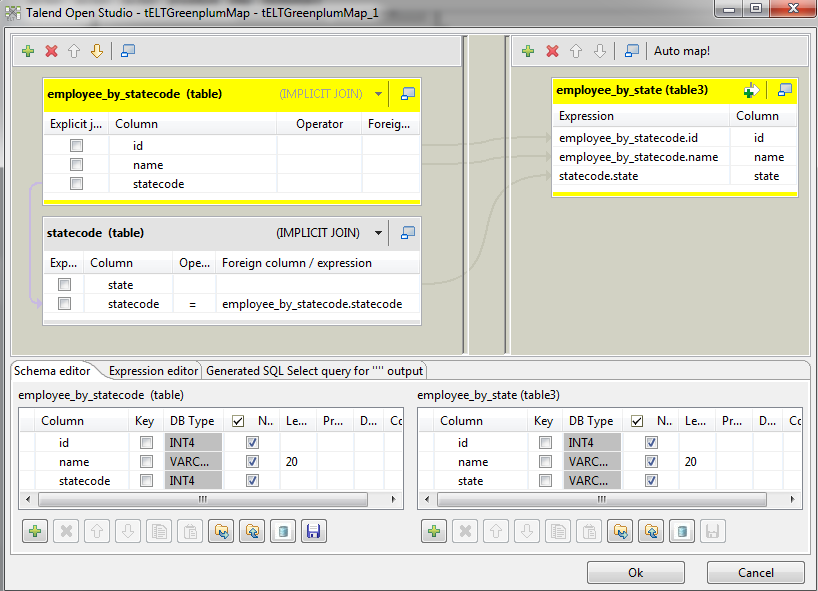 Talend Open Studio - tELTGreenplumMap - tELTGreenplumMap_1
Auto map!
employee_by_statecode (table) (IMPLICIT JOIN)
Explicit j... Column Operator Foreig...
id
name
statecode
statecode (table) (IMPLICIT JOIN)
Exp... Column Ope... Foreign column / expression
state
statecode = employee_by_statecode.statecode
employee_by_state (table3)
Expression Column
employee_by_statecode.id id
employee_by_statecode.name name
statecode.state state
Schema editor Expression editor Generated SQL Select query for "" output
employee_by_statecode (table)
Column Key DB Type N.. Le... Pr... D... Co
id INT4
name VARC... 20
statecode INT4
employee_by_state (table3)
Column Key DB Type N.. Le... Pr... D... Cc
id INT4
name VARC... 20
state VARC...
Ok Cancel